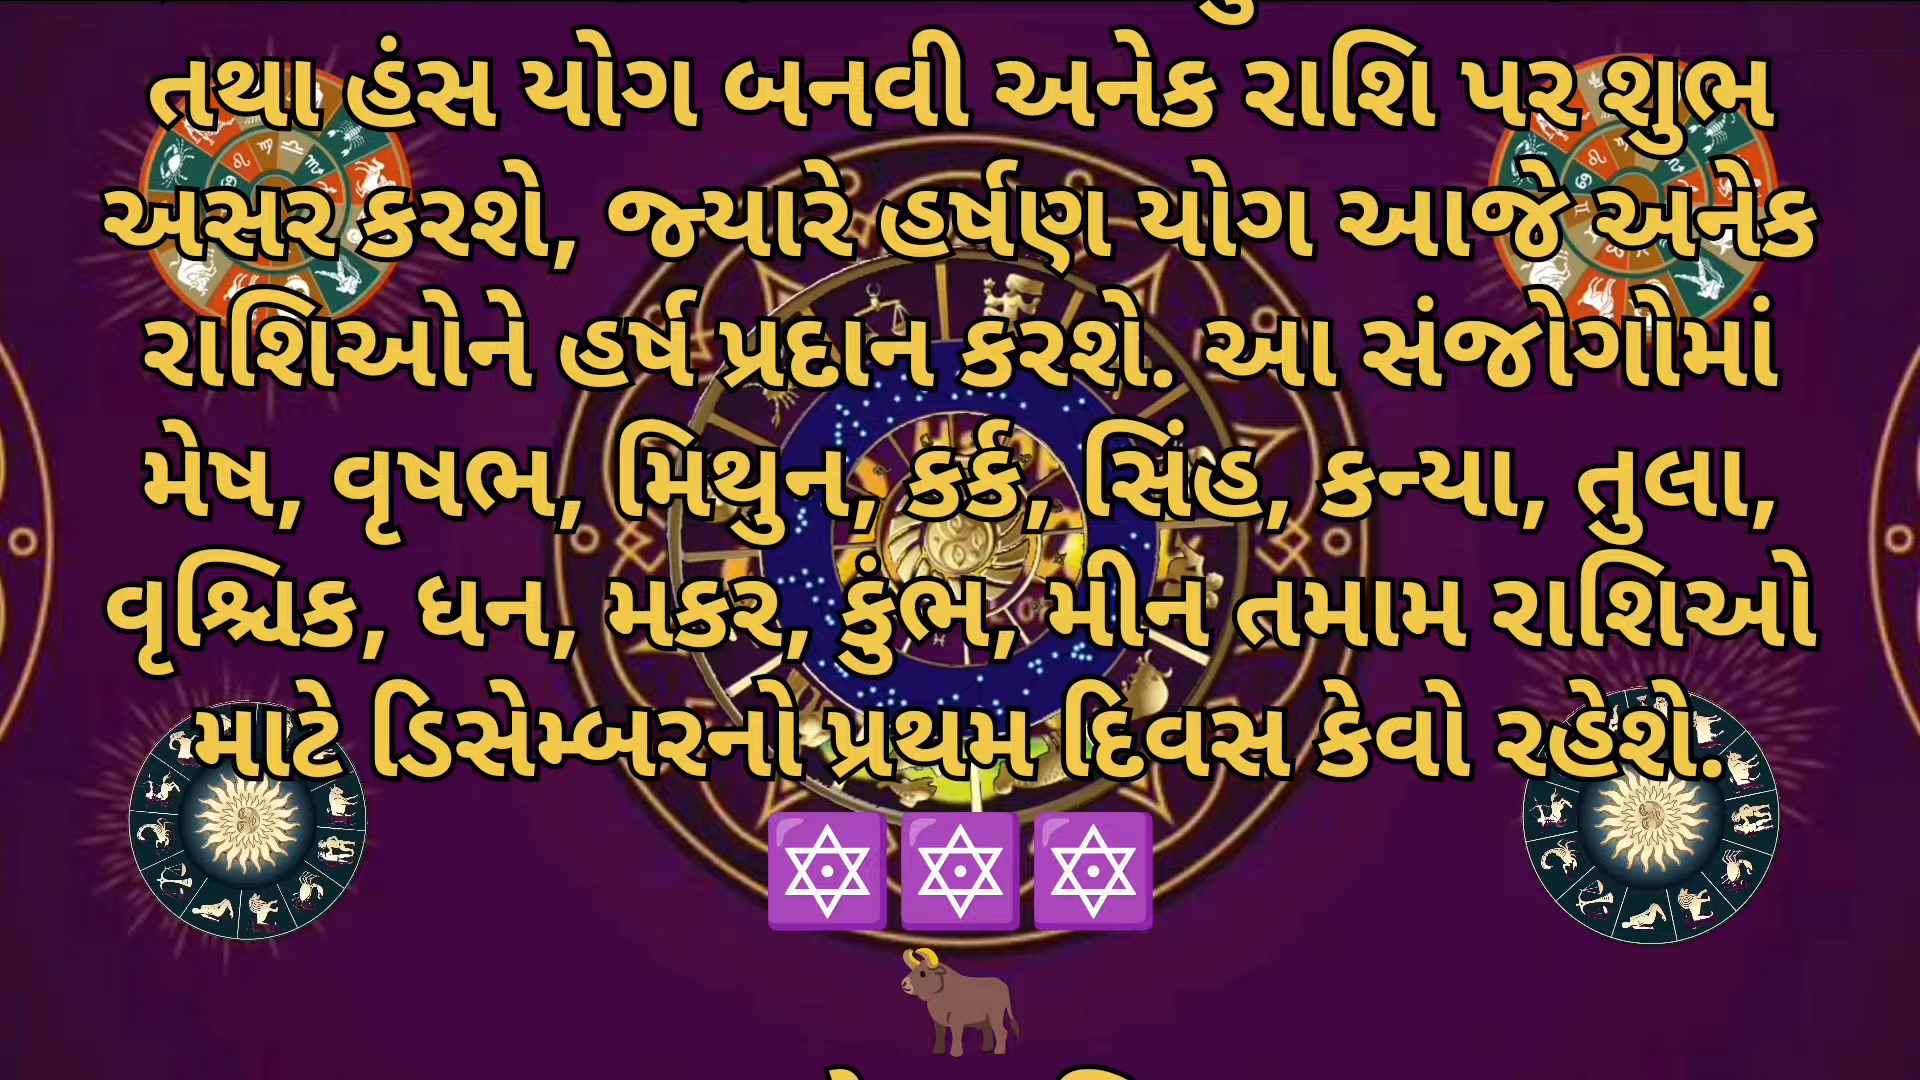 તથા હંસ યોગ બનવી અનેક રાશિ પર શુભ
અસર કરશે, જ્યારે હર્ષણ યોગ આજે અનેક
રાશિઓને હર્ષ પ્રદાન કરશે. આ સંજોગોમાં
મેષ, વૃષભ, મિથુન, કર્ક, સિંહ, કન્યા, તુલા,
વૃશ્ચિક, ધન, મકર, કુંભ, મીન તમામ રાશિઓ
માટે ડિસેમ્બરનો પ્રથમ દિવસ કેવો રહેશે.